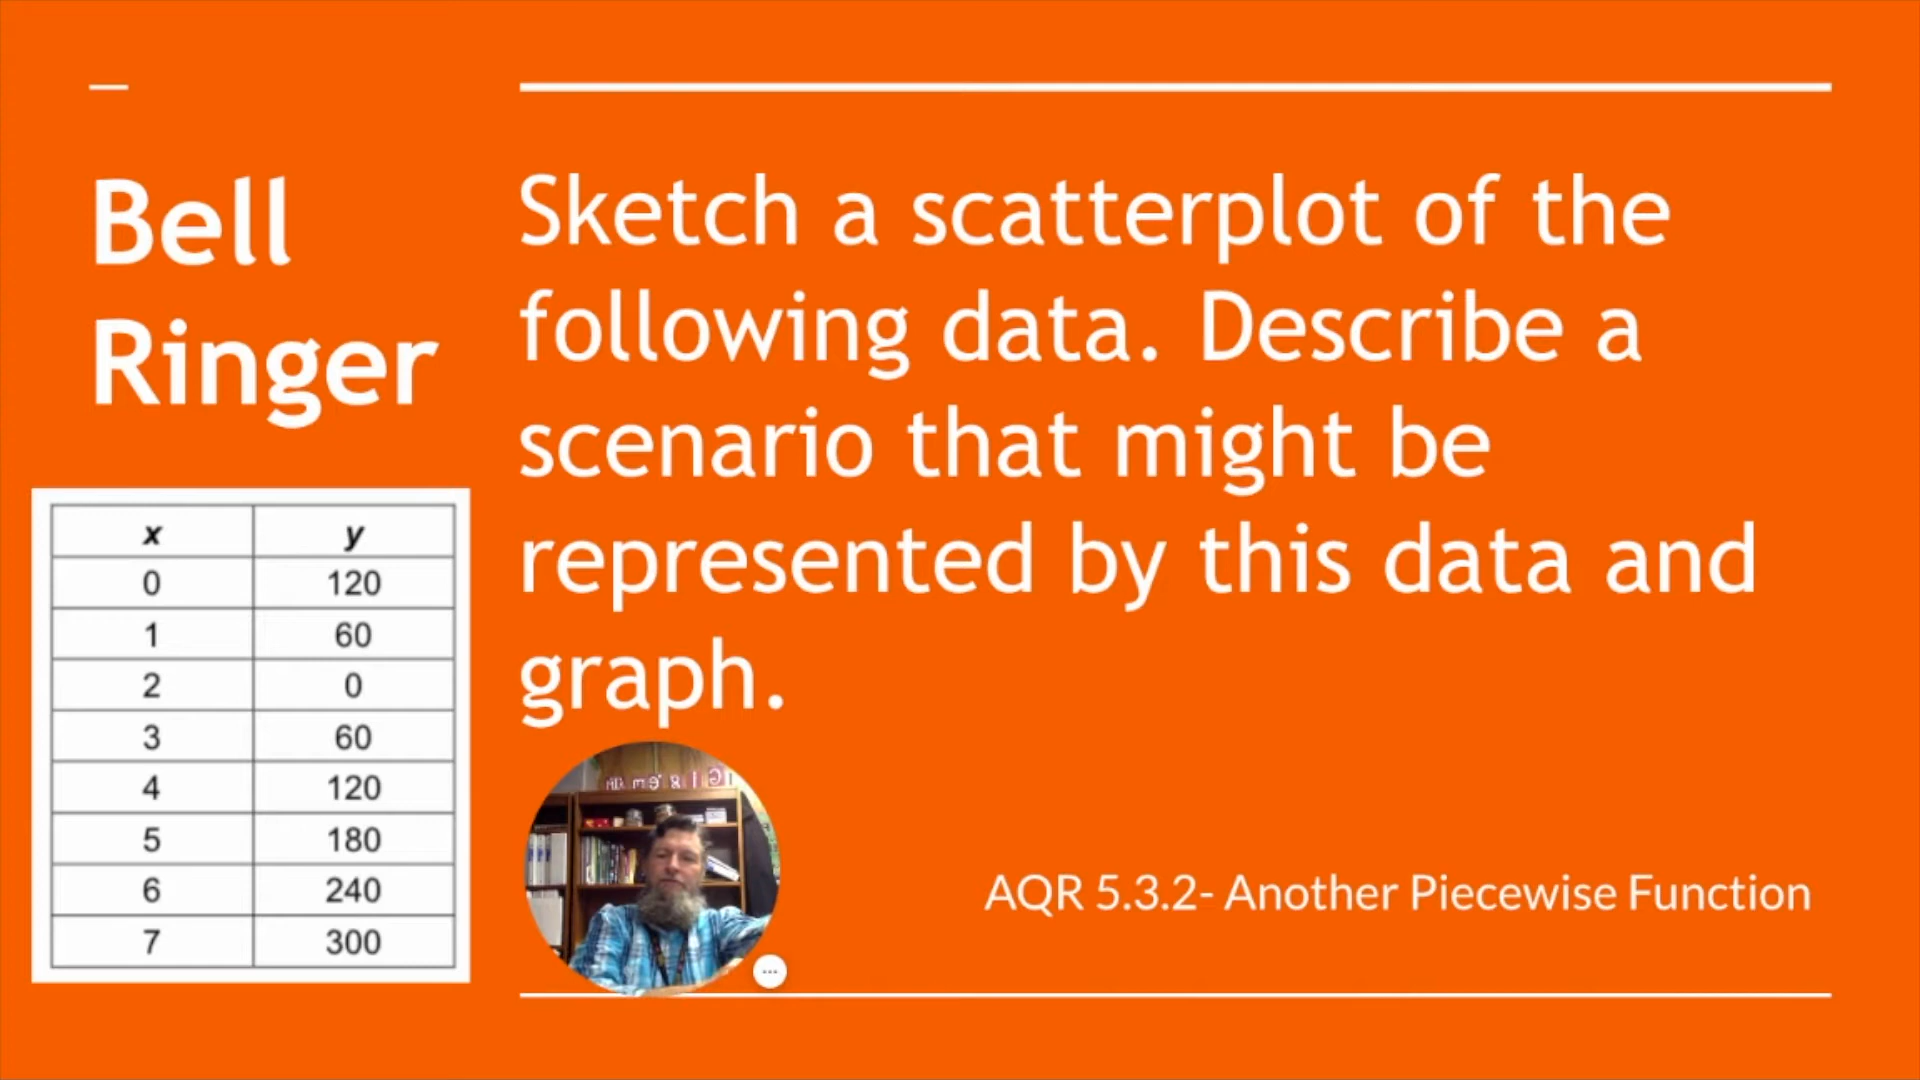 Bell
Ringer
Sketch a scatterplot of the
following data. Describe a
scenario that might be
represented by this data and
graph.
x y
0 120
1 60
2 0
3 60
4 120
5 180
6 240
7 300
AQR 5.3.2- Another Piecewise Function